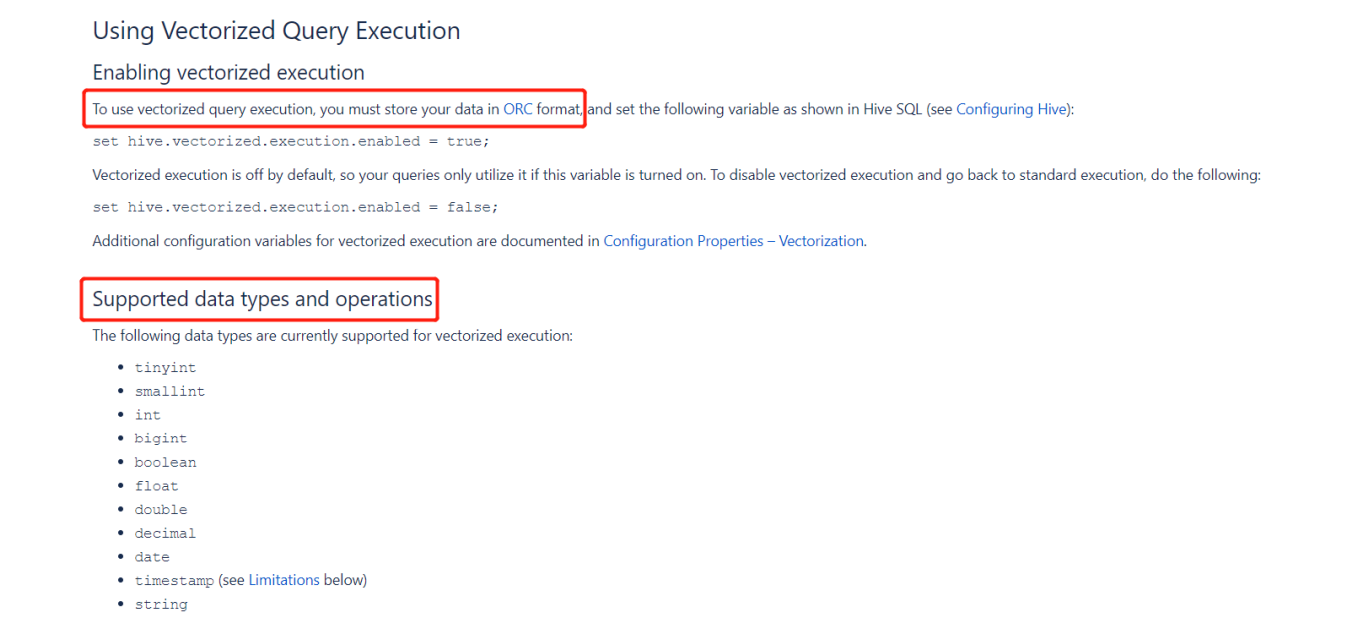 Using Vectorized Query Execution
Enabling vectorized execution
To use vectorized query execution, you must store your data in ORC format, and set the following variable as shown in Hive SQL (see Configuring Hive):
set hive.vectorized.execution.enabled = true;
Vectorized execution is off by default, so your queries only utilize it if this variable is turned on. To disable vectorized execution and go back to standard execution, do the following:
set hive.vectorized.execution.enabled = false;
Additional configuration variables for vectorized execution are documented in Configuration Properties – Vectorization.
Supported data types and operations
The following data types are currently supported for vectorized execution:
• tinyint
• smallint
• int
• bigint
• boolean
• float
• double
• decimal
• date
• timestamp (see Limitations below)
• string